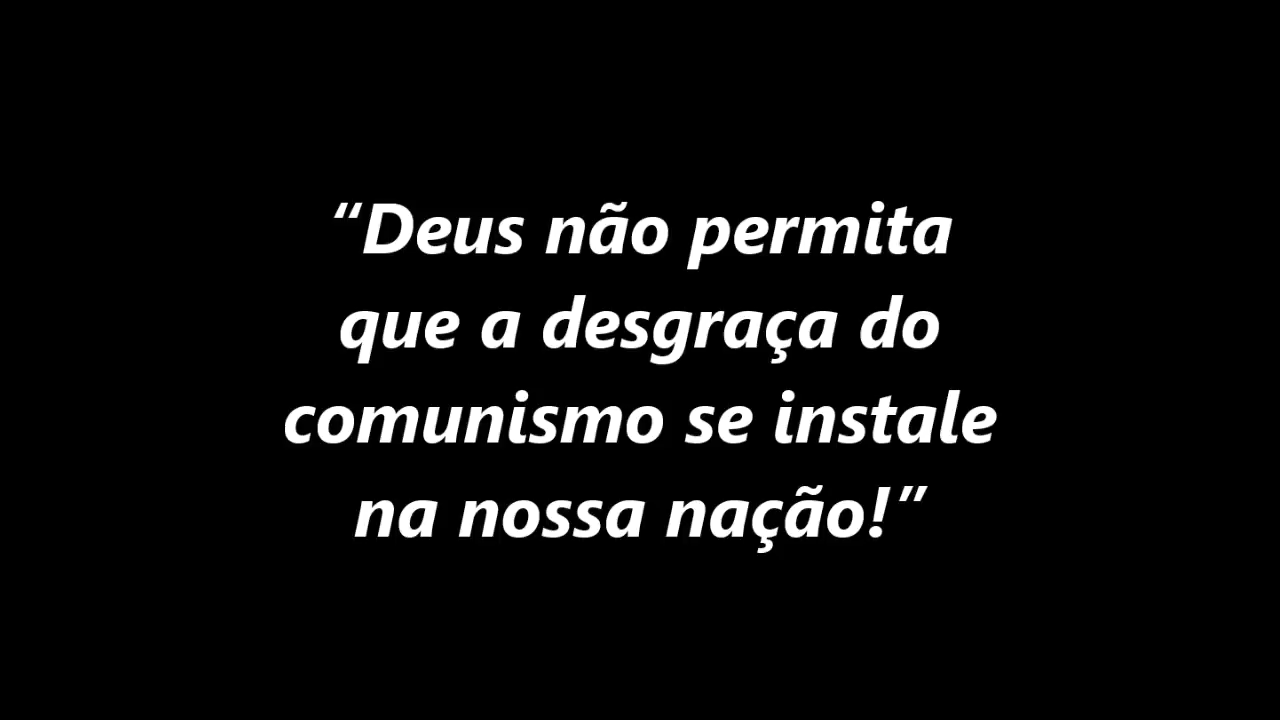 “Deus não permita
que a desgraça do
comunismo se instale
na nossa nação!”